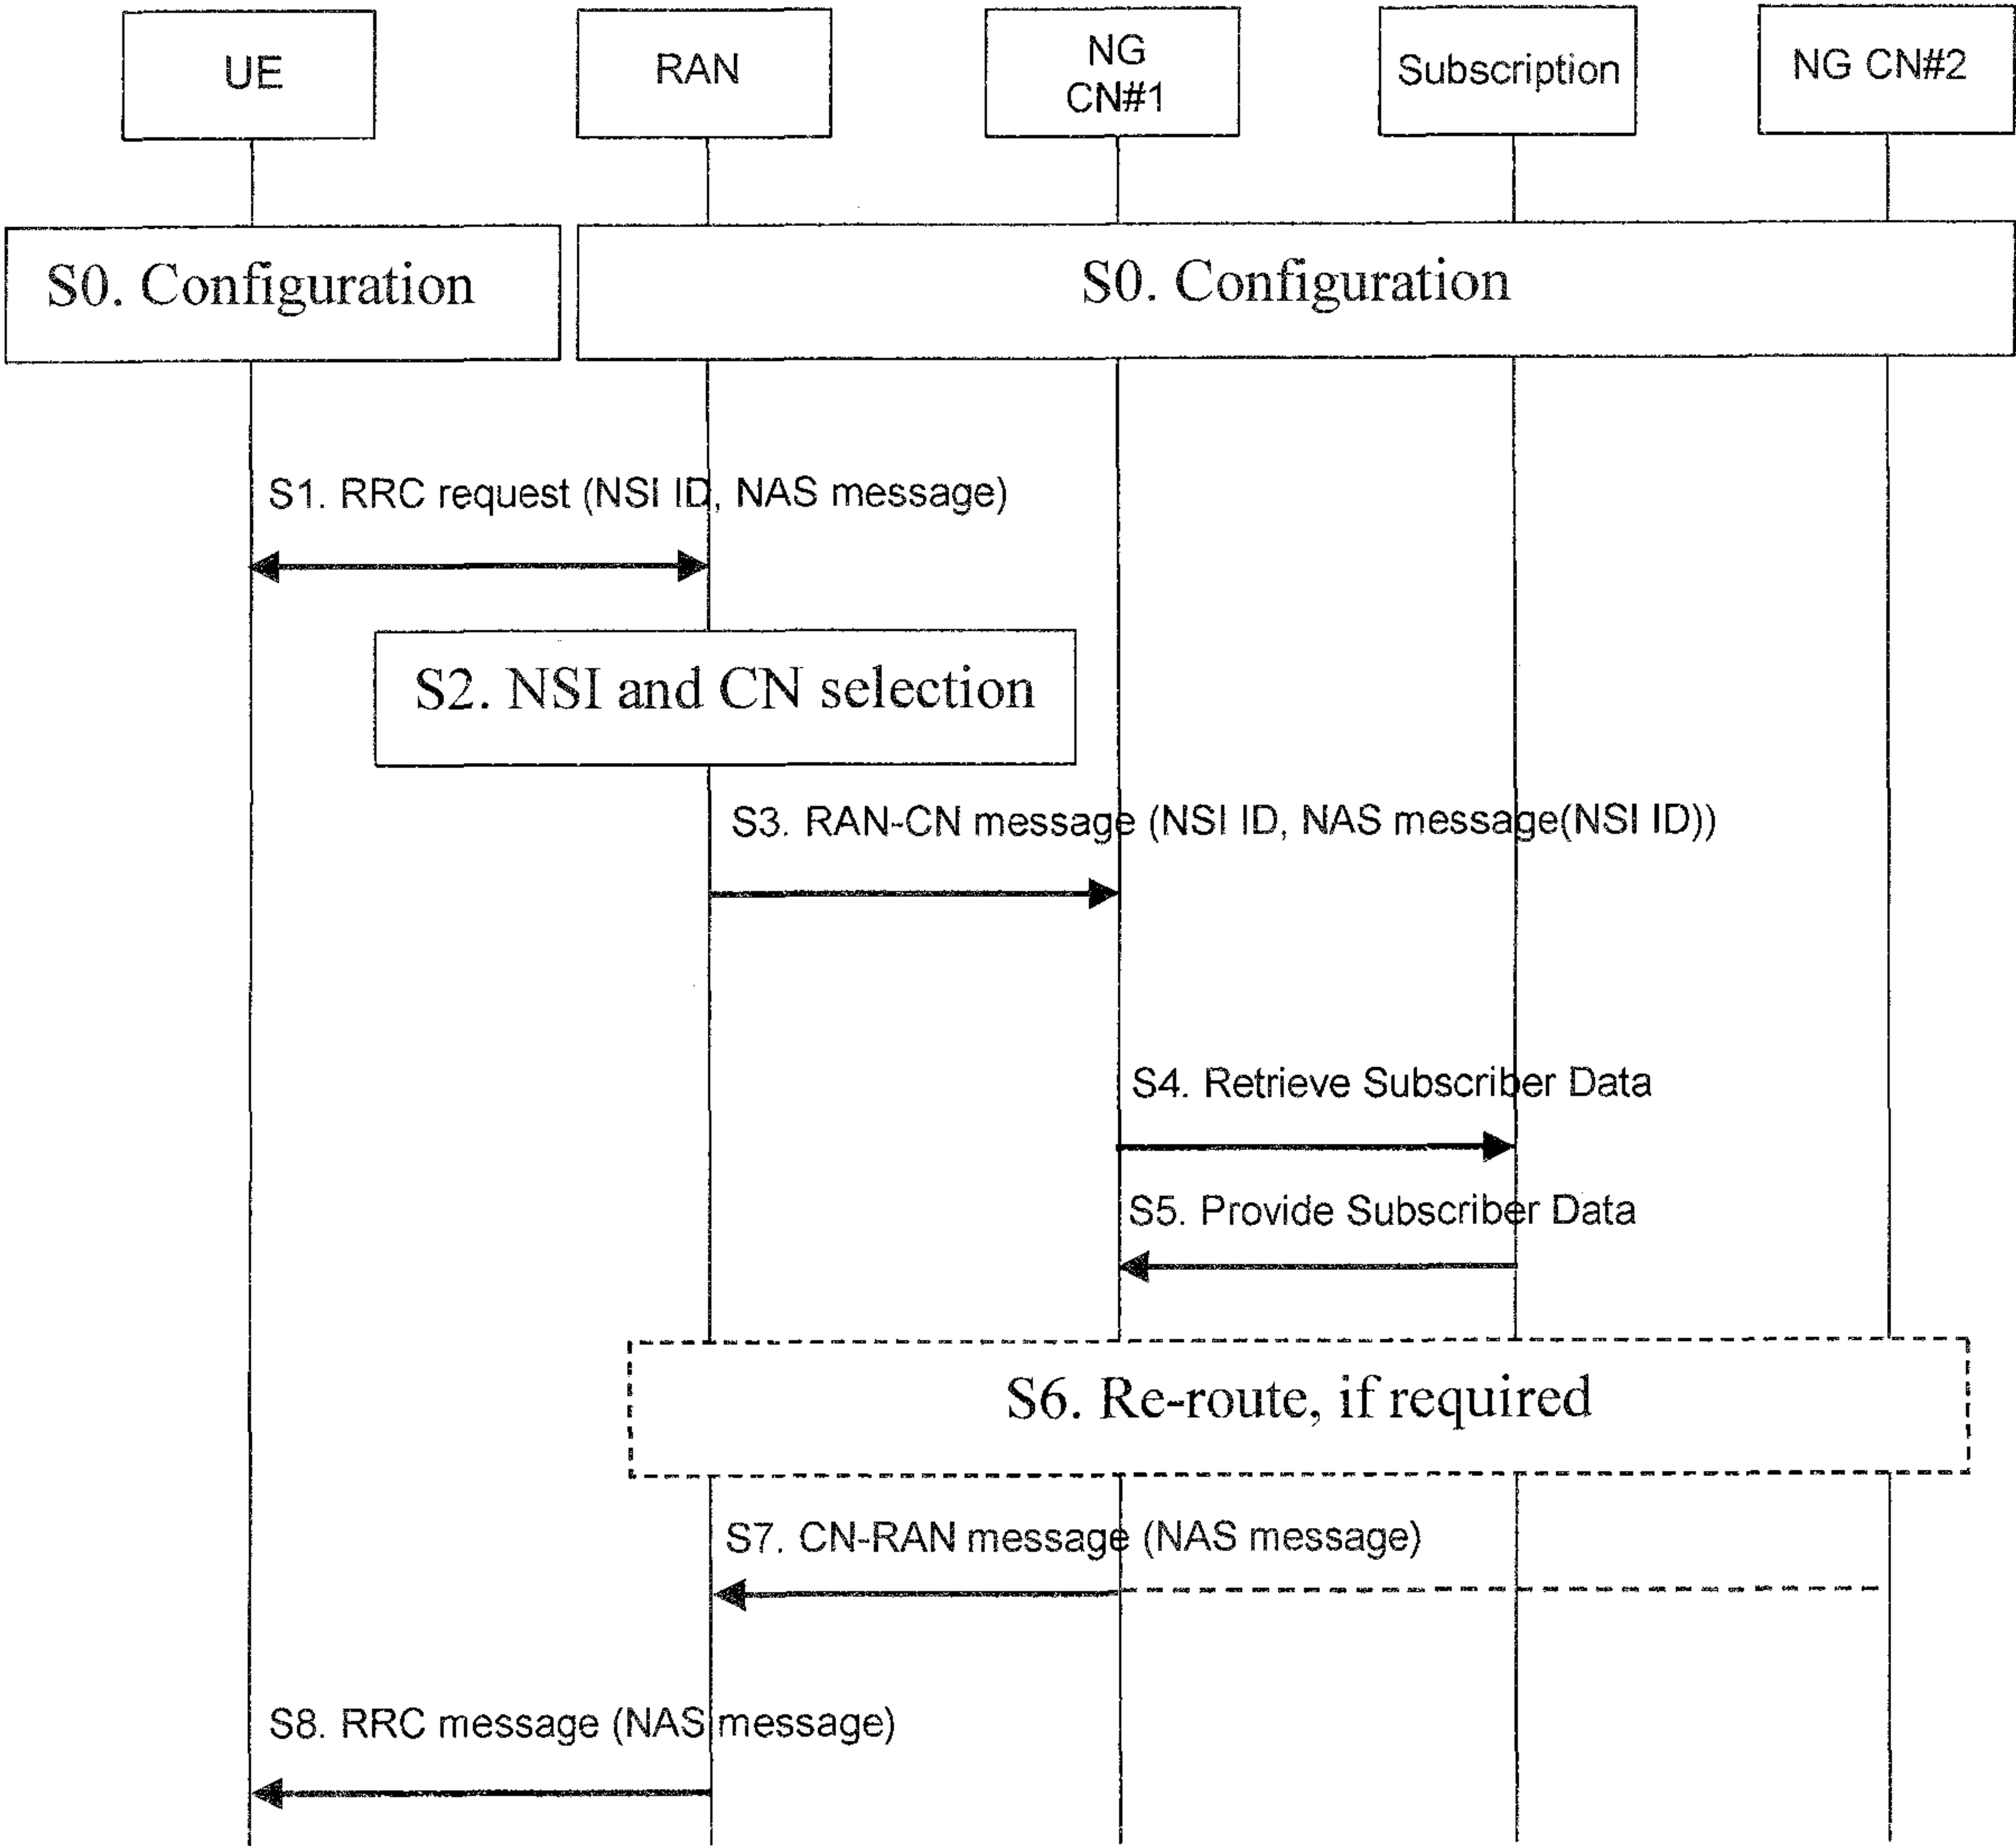 UE
RAN
NG
CN#1
Subscription
NG CN#2
S0. Configuration
S0. Configuration
S1. RRC request (NSI ID, NAS message)
S2. NSI and CN selection
S3. RAN-CN message (NSI ID, NAS message(NSI ID))
S4. Retrieve Subscriber Data
S5. Provide Subscriber Data
S6. Re-route, if required
S7. CN-RAN message (NAS message)
S8. RRC message (NAS message)